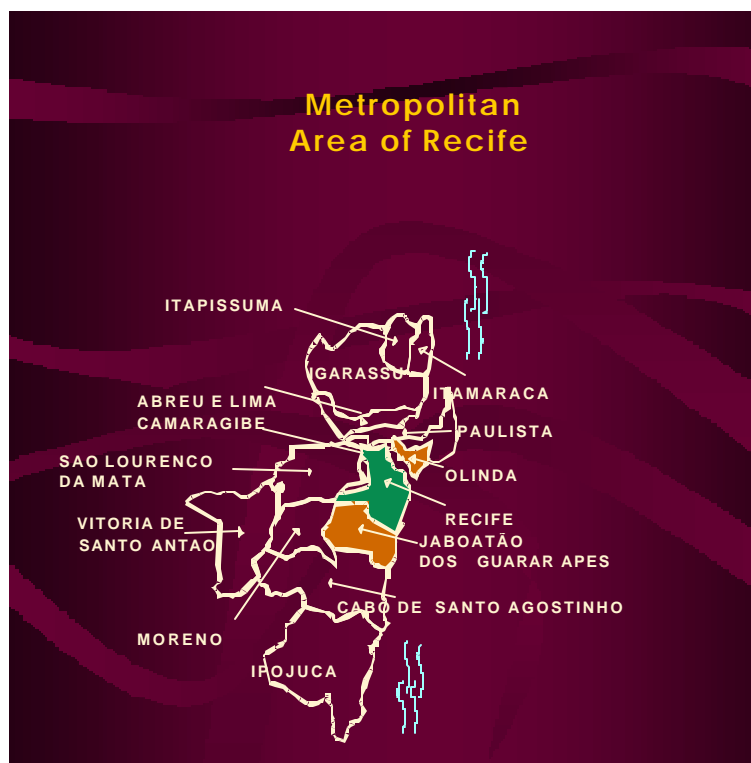 Metropolitan
Area of Recife
ITAPISSUMA
IGARASSU
ITAMARACA
ABREU E LIMA
CAMARAGIBE
PAULISTA
SAO LOURENCO
DA MATA
OLINDA
VITORIA DE
SANTO ANTAO
RECIFE
JABOATÃO
DOS GUARAR APES
CABO DE SANTO AGOSTINHO
MORENO
IPOJUCA